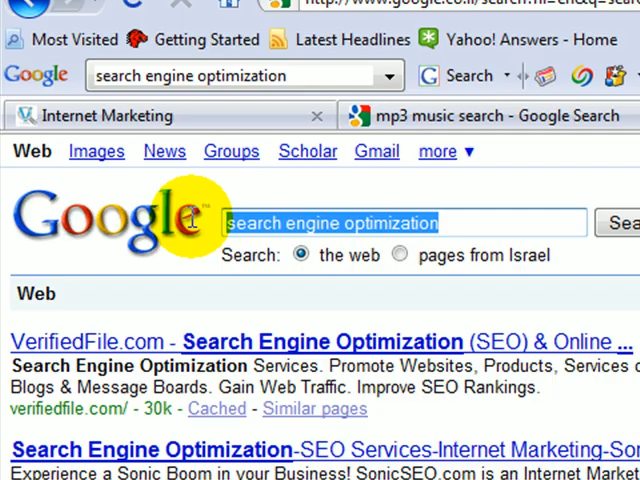 http://www.google.co.il/search?hl=en&q=sear
Most Visited Getting Started Latest Headlines Yahoo! Answers - Home
Google search engine optimization Search
Internet Marketing mp3 music search - Google Search
Web Images News Groups Scholar Gmail more ▼
Google™ search engine optimization Sea
Search: the web pages from Israel
Web
VerifiedFile.com - Search Engine Optimization (SEO) & Online ...
Search Engine Optimization Services. Promote Websites, Products, Services
Blogs & Message Boards. Gain Web Traffic. Improve SEO Rankings.
verifiedfile.com/ - 30k - Cached - Similar pages
Search Engine Optimization-SEO Services-Internet Marketing-Son
Experience a Sonic Boom in your Business! SonicSEO.com is an Internet Market